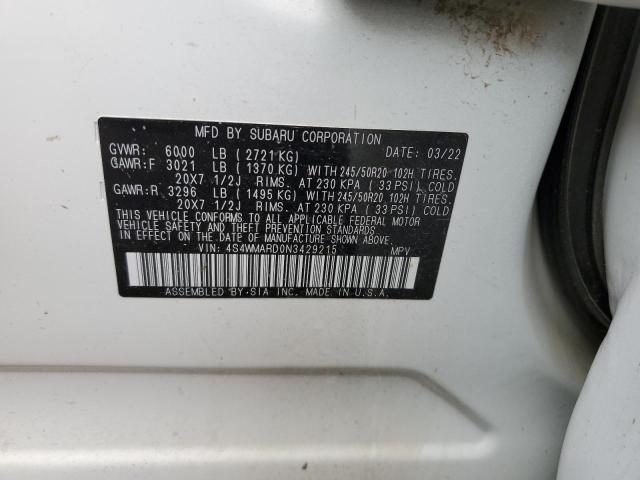 MFD BY SUBARU CORPORATION DATE: 03/22
GVWR: 6000 LB ( 2721 KG)
GAWR:F 3021 LB ( 1370 KG) WITH 245/50R20 102H TIRES.
20X7 1/2J RIMS. AT 230 KPA ( 33 PSI) COLD
GAWR:R 3296 LB ( 1495 KG) WITH 245/50R20 102H TIRES.
20X7 1/2J RIMS. AT 230 KPA ( 33 PSI) COLD
THIS VEHICLE CONFORMS TO ALL APPLICABLE FEDERAL MOTOR
VEHICLE SAFETY AND THEFT PREVENTION STANDARDS
IN EFFECT ON THE DATE OF MANUFACTURE SHOWN ABOVE.
VIN: 4S4WMARD0N3429215 MPV
ASSEMBLED BY SIA INC. MADE IN U.S.A.